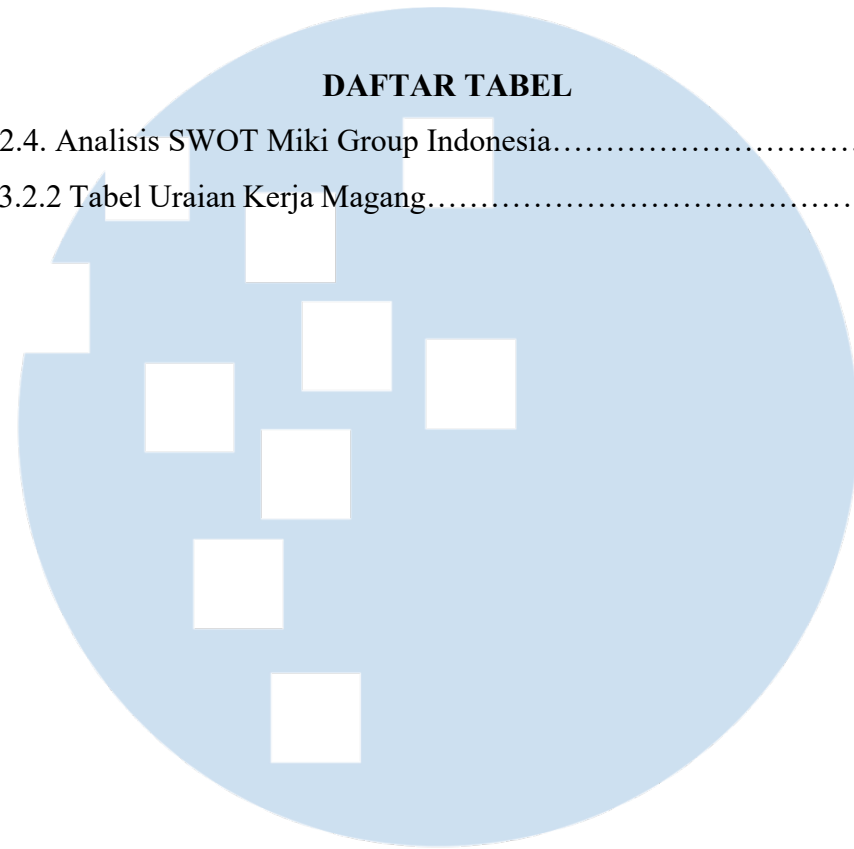 DAFTAR TABEL
2.4. Analisis SWOT Miki Group Indonesia……………………….
3.2.2 Tabel Uraian Kerja Magang…………………………………